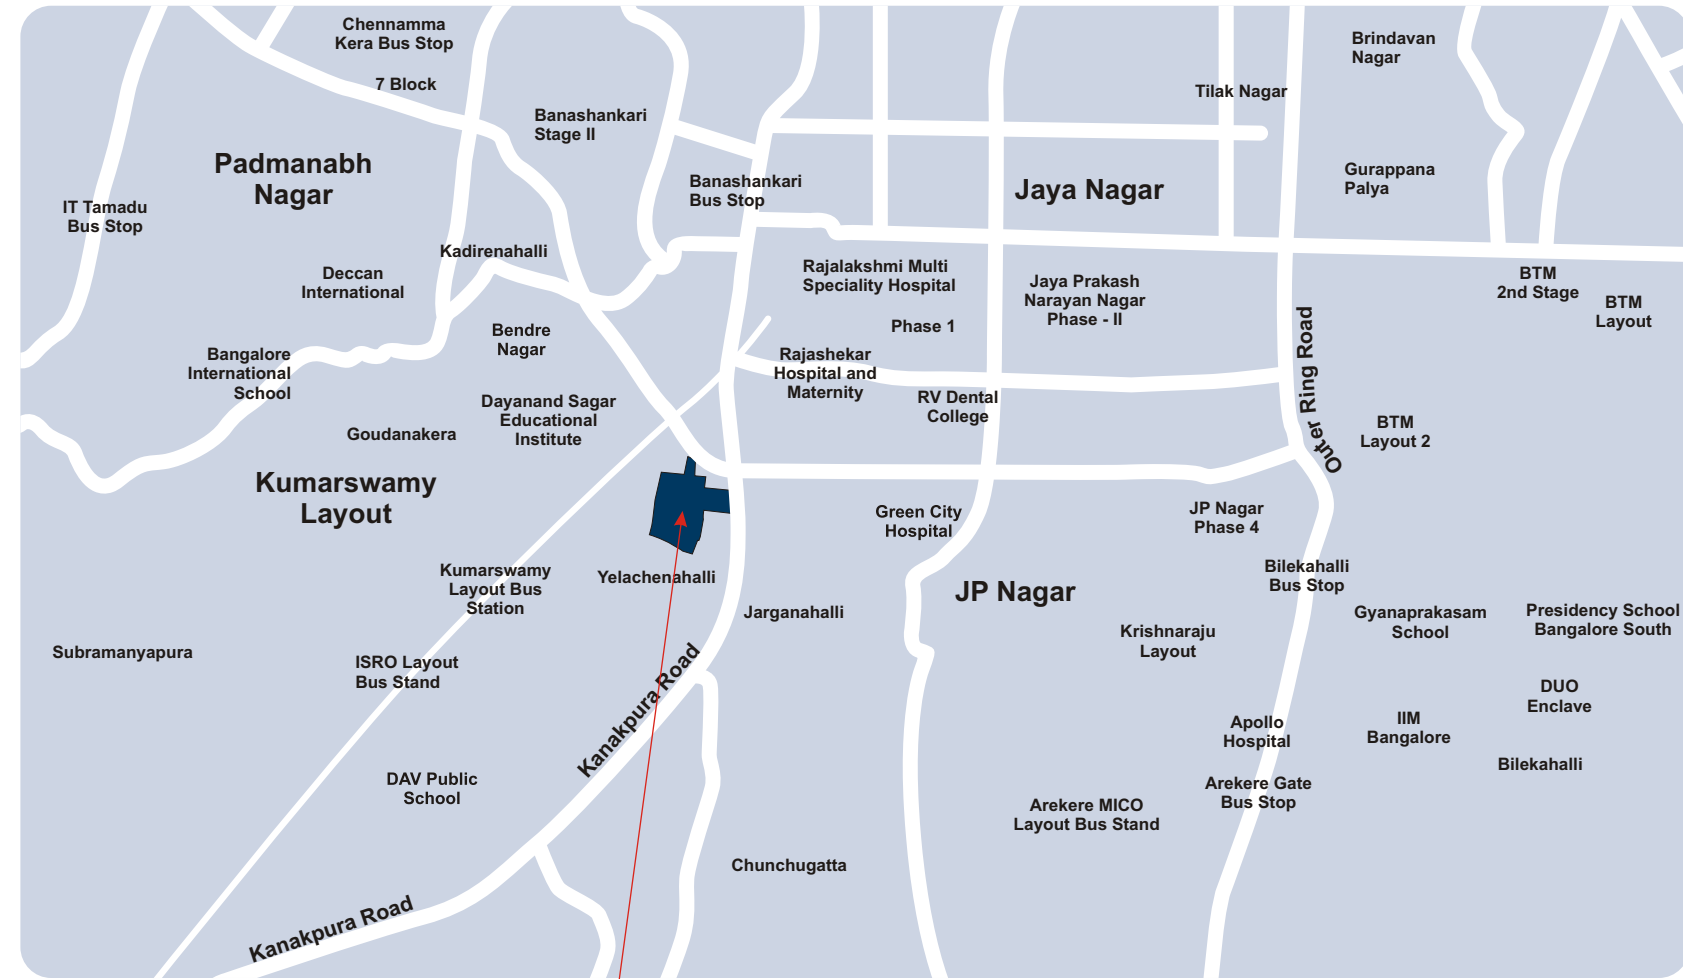 Chennamma
Kera Bus Stop
7 Block
Brindavan
Nagar
Tilak Nagar
Banashankari
Stage II
Padmanabh
Nagar
Banashankari
Bus Stop
Jaya Nagar
Gurappana
Palya
IT Tamadu
Bus Stop
Kadirenahalli
Deccan
International
Rajalakshmi Multi
Speciality Hospital
Jaya Prakash
Narayan Nagar
Phase - II
BTM
2nd Stage
BTM
Layout
Phase 1
Bendre
Nagar
Outer Ring Road
Bangalore
International
School
Rajashekar
Hospital and
Maternity
RV Dental
College
Dayanand Sagar
Educational
Institute
Goudanakera
BTM
Layout 2
Kumarswamy
Layout
Green City
Hospital
JP Nagar
Phase 4
Kumarswamy
Layout Bus
Station
Yelachenahalli
Jarganahalli
JP Nagar
Bilekahalli
Bus Stop
Gyanaprakasam
School
Presidency School
Bangalore South
Krishnaraju
Layout
Subramanyapura
ISRO Layout
Bus Stand
Kanakpura Road
DUO
Enclave
Apollo
Hospital
IIM
Bangalore
Bilekahalli
DAV Public
School
Arekere Gate
Bus Stop
Arekere MICO
Layout Bus Stand
Chunchugatta
Kanakpura Road